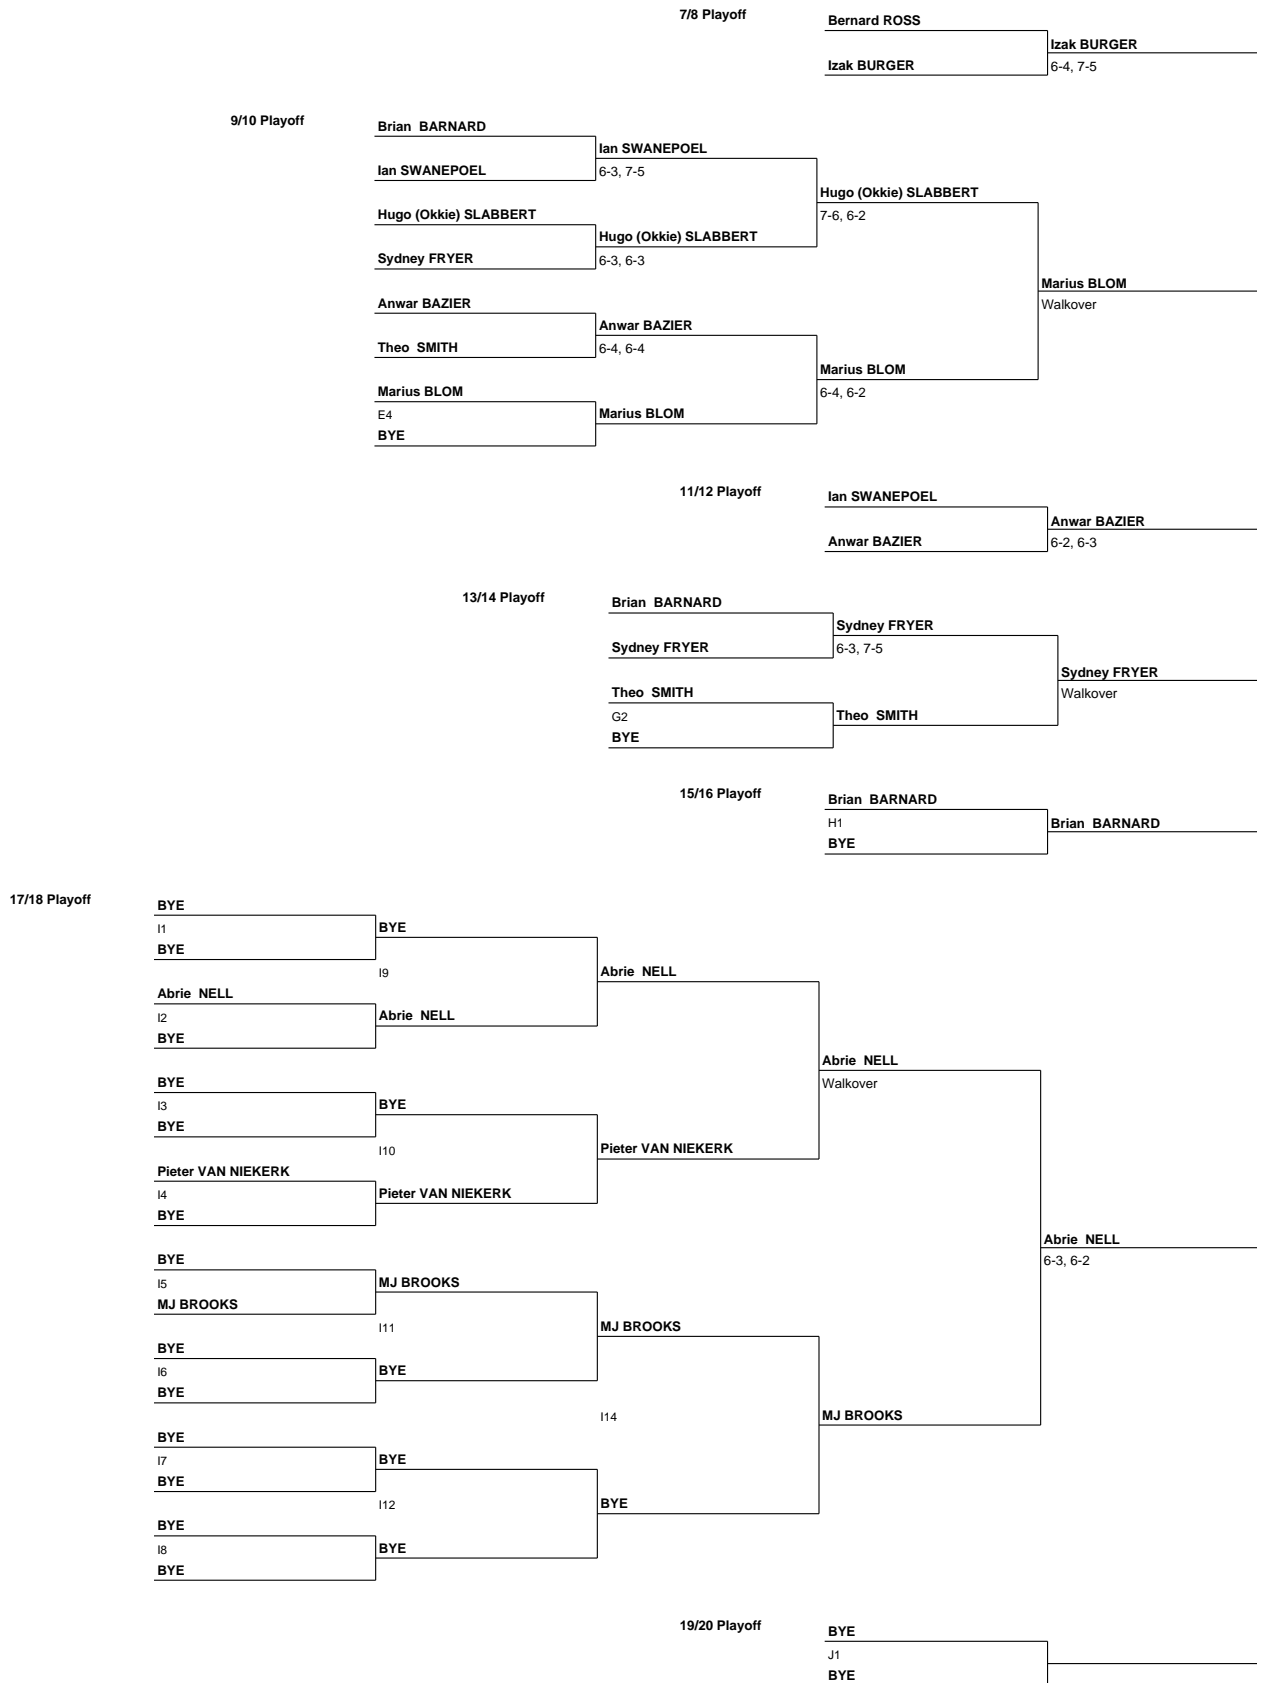 7/8 Playoff
Bernard ROSS
Izak BURGER
Izak BURGER
6-4, 7-5
9/10 Playoff
Brian BARNARD
Ian SWANEPOEL
Ian SWANEPOEL
6-3, 7-5
Hugo (Okkie) SLABBERT
7-6, 6-2
Hugo (Okkie) SLABBERT
Hugo (Okkie) SLABBERT
Sydney FRYER
6-3, 6-3
Marius BLOM
Walkover
Anwar BAZIER
Anwar BAZIER
Theo SMITH
6-4, 6-4
Marius BLOM
6-4, 6-2
Marius BLOM
E4
Marius BLOM
BYE
11/12 Playoff
Ian SWANEPOEL
Anwar BAZIER
Anwar BAZIER
6-2, 6-3
13/14 Playoff
Brian BARNARD
Sydney FRYER
Sydney FRYER
6-3, 7-5
Sydney FRYER
Walkover
Theo SMITH
G2
Theo SMITH
BYE
15/16 Playoff
Brian BARNARD
H1
Brian BARNARD
BYE
17/18 Playoff
BYE
I1
BYE
BYE
I9
Abrie NELL
Abrie NELL
I2
Abrie NELL
BYE
Abrie NELL
Walkover
BYE
I3
BYE
BYE
I10
Pieter VAN NIEKERK
Pieter VAN NIEKERK
I4
Pieter VAN NIEKERK
BYE
Abrie NELL
6-3, 6-2
BYE
I5
MJ BROOKS
MJ BROOKS
I11
MJ BROOKS
BYE
I6
BYE
BYE
I14
MJ BROOKS
BYE
I7
BYE
BYE
I12
BYE
BYE
I8
BYE
BYE
19/20 Playoff
BYE
J1
BYE